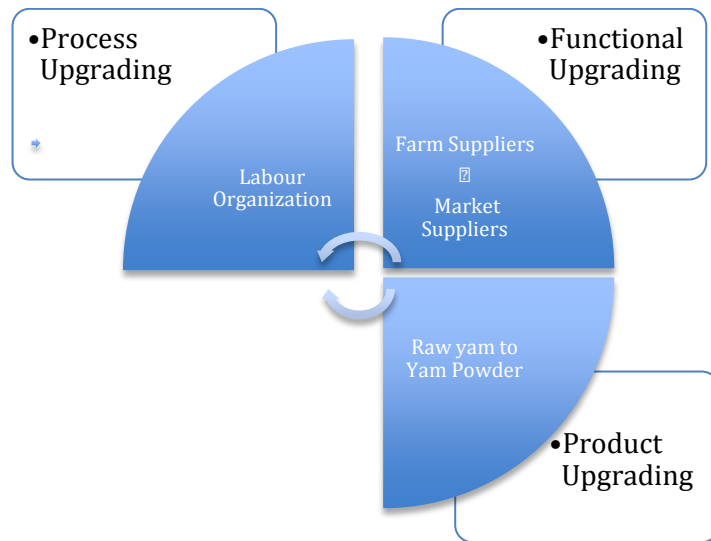 •Process
Upgrading
•Functional
Upgrading
Labour
Organization
Farm Suppliers
Market
Suppliers
Raw yam to
Yam Powder
•Product
Upgrading